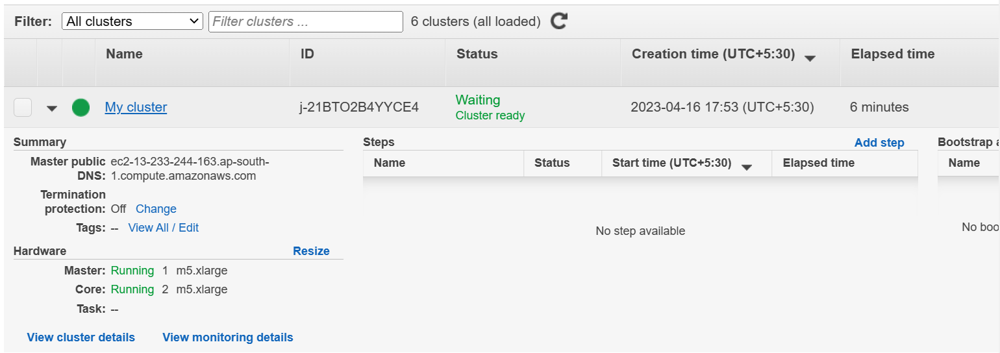 Filter: All clusters Filter clusters ... 6 clusters (all loaded)
Name ID Status Creation time (UTC+5:30) Elapsed time
My cluster j-21BTO2B4YYCE4 Waiting 2023-04-16 17:53 (UTC+5:30) 6 minutes
Cluster ready
Summary
Master public DNS: ec2-13-233-244-163.ap-south-
1.compute.amazonaws.com
Termination
protection: Off Change
Tags: -- View All / Edit
Hardware Resize
Master: Running 1 m5.xlarge
Core: Running 2 m5.xlarge
Task: --
View cluster details View monitoring details
Steps Add step
Name Status Start time (UTC+5:30) Elapsed time
No step available
Bootstrap
Name
No